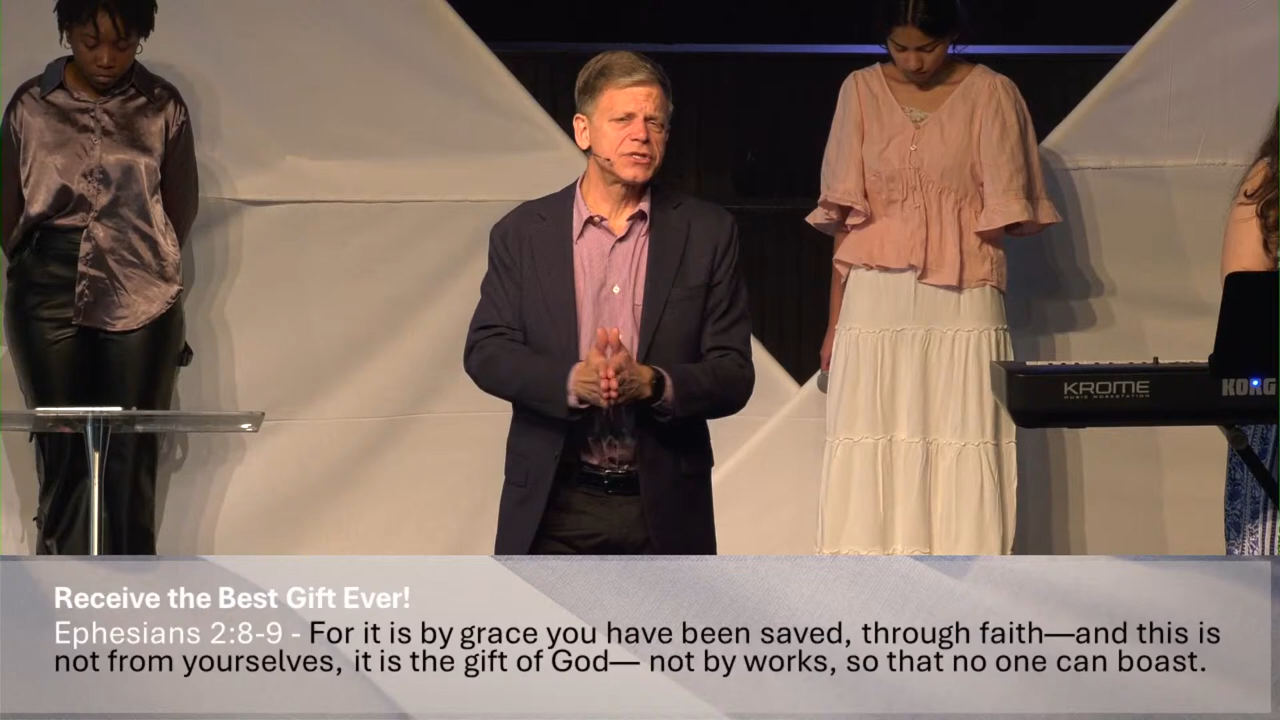 KROME
MUSIC WORKSTATION
KORG
Receive the Best Gift Ever!
Ephesians 2:8-9 - For it is by grace you have been saved, through faith—and this is
not from yourselves, it is the gift of God— not by works, so that no one can boast.